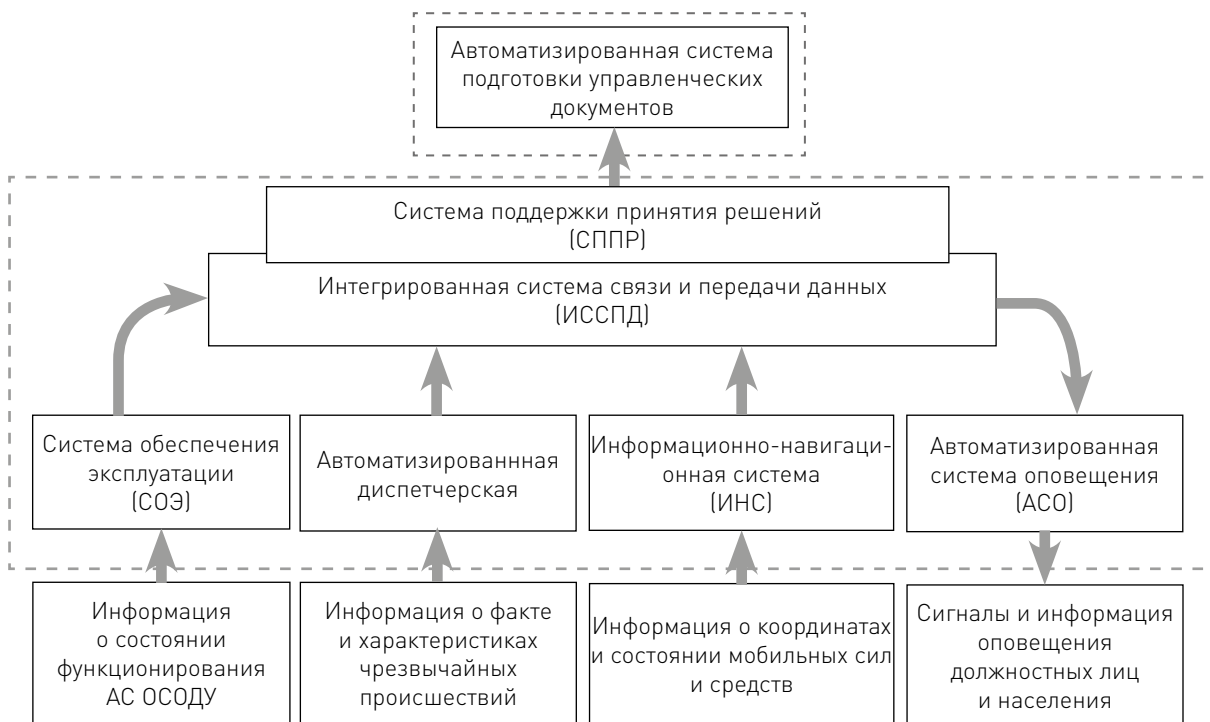 Автоматизированная система
подготовки управленческих
документов
Система поддержки принятия решений
(СППР)
Интегрированная система связи и передачи данных
(ИССПД)
Система обеспечения
эксплуатации
(СОЭ)
Автоматизированнная
диспетчерская
Информационно-навигаци-
онная система
(ИНС)
Автоматизированная
система оповещения
(АСО)
Информация
о состоянии
функционирования
АС ОСОДУ
Информация о факте
и характеристиках
чрезвычайных
происшествий
Информация о координатах
и состоянии мобильных сил
и средств
Сигналы и информация
оповещения
должностных лиц
и населения